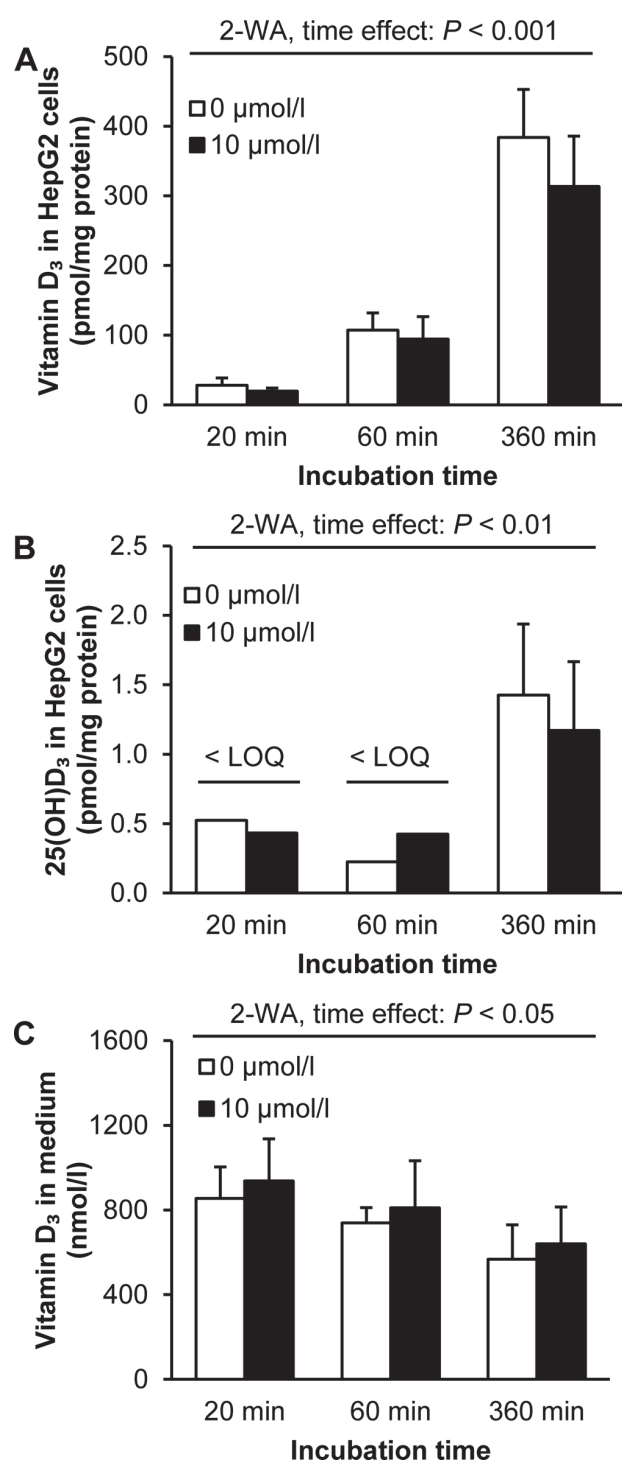 A
2-WA, time effect: P < 0.001
Vitamin D3 in HepG2 cells
(pmol/mg protein)
500
400
300
200
100
0
0 µmol/l
10 µmol/l
20 min
60 min
360 min
Incubation time
B
2-WA, time effect: P < 0.01
25(OH)D3 in HepG2 cells
(pmol/mg protein)
2.5
2.0
1.5
1.0
0.5
0.0
0 µmol/l
10 µmol/l
< LOQ
< LOQ
20 min
60 min
360 min
Incubation time
C
2-WA, time effect: P < 0.05
Vitamin D3 in medium
(nmol/l)
1600
1200
800
400
0
0 µmol/l
10 µmol/l
20 min
60 min
360 min
Incubation time